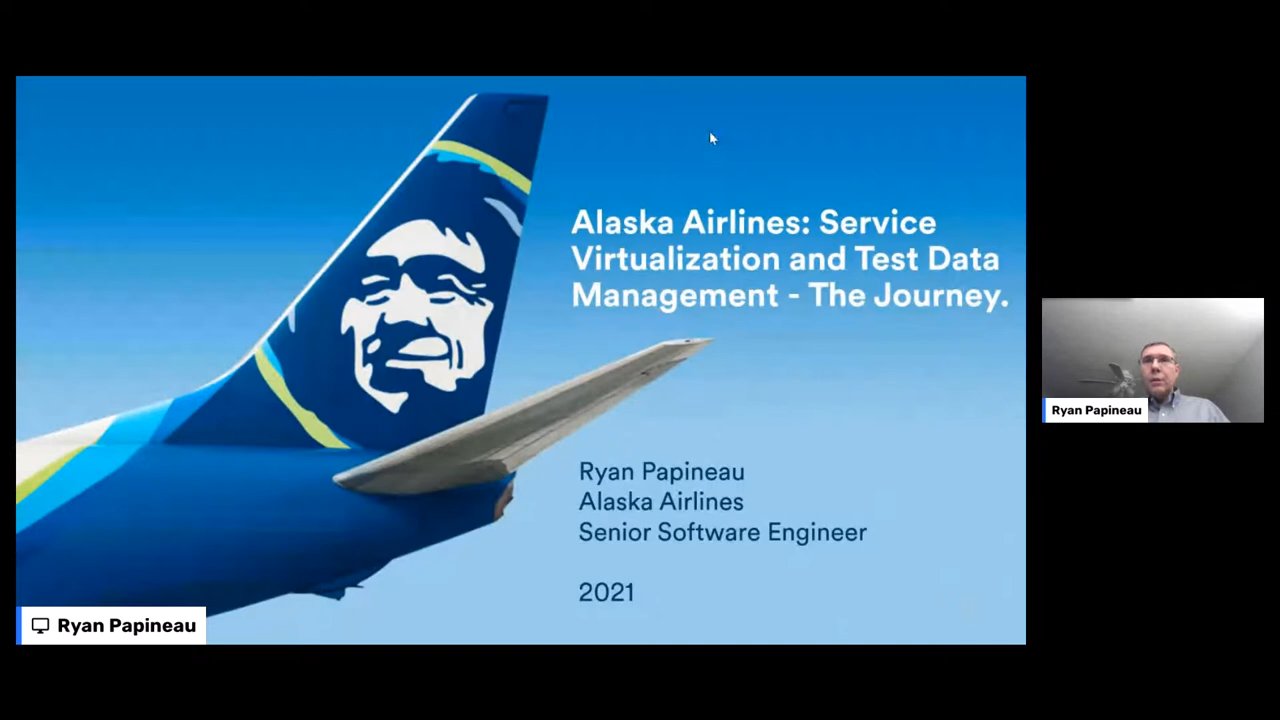 Alaska Airlines: Service
Virtualization and Test Data
Management - The Journey.
Ryan Papineau
Alaska Airlines
Senior Software Engineer
2021
Ryan Papineau
Ryan Papineau